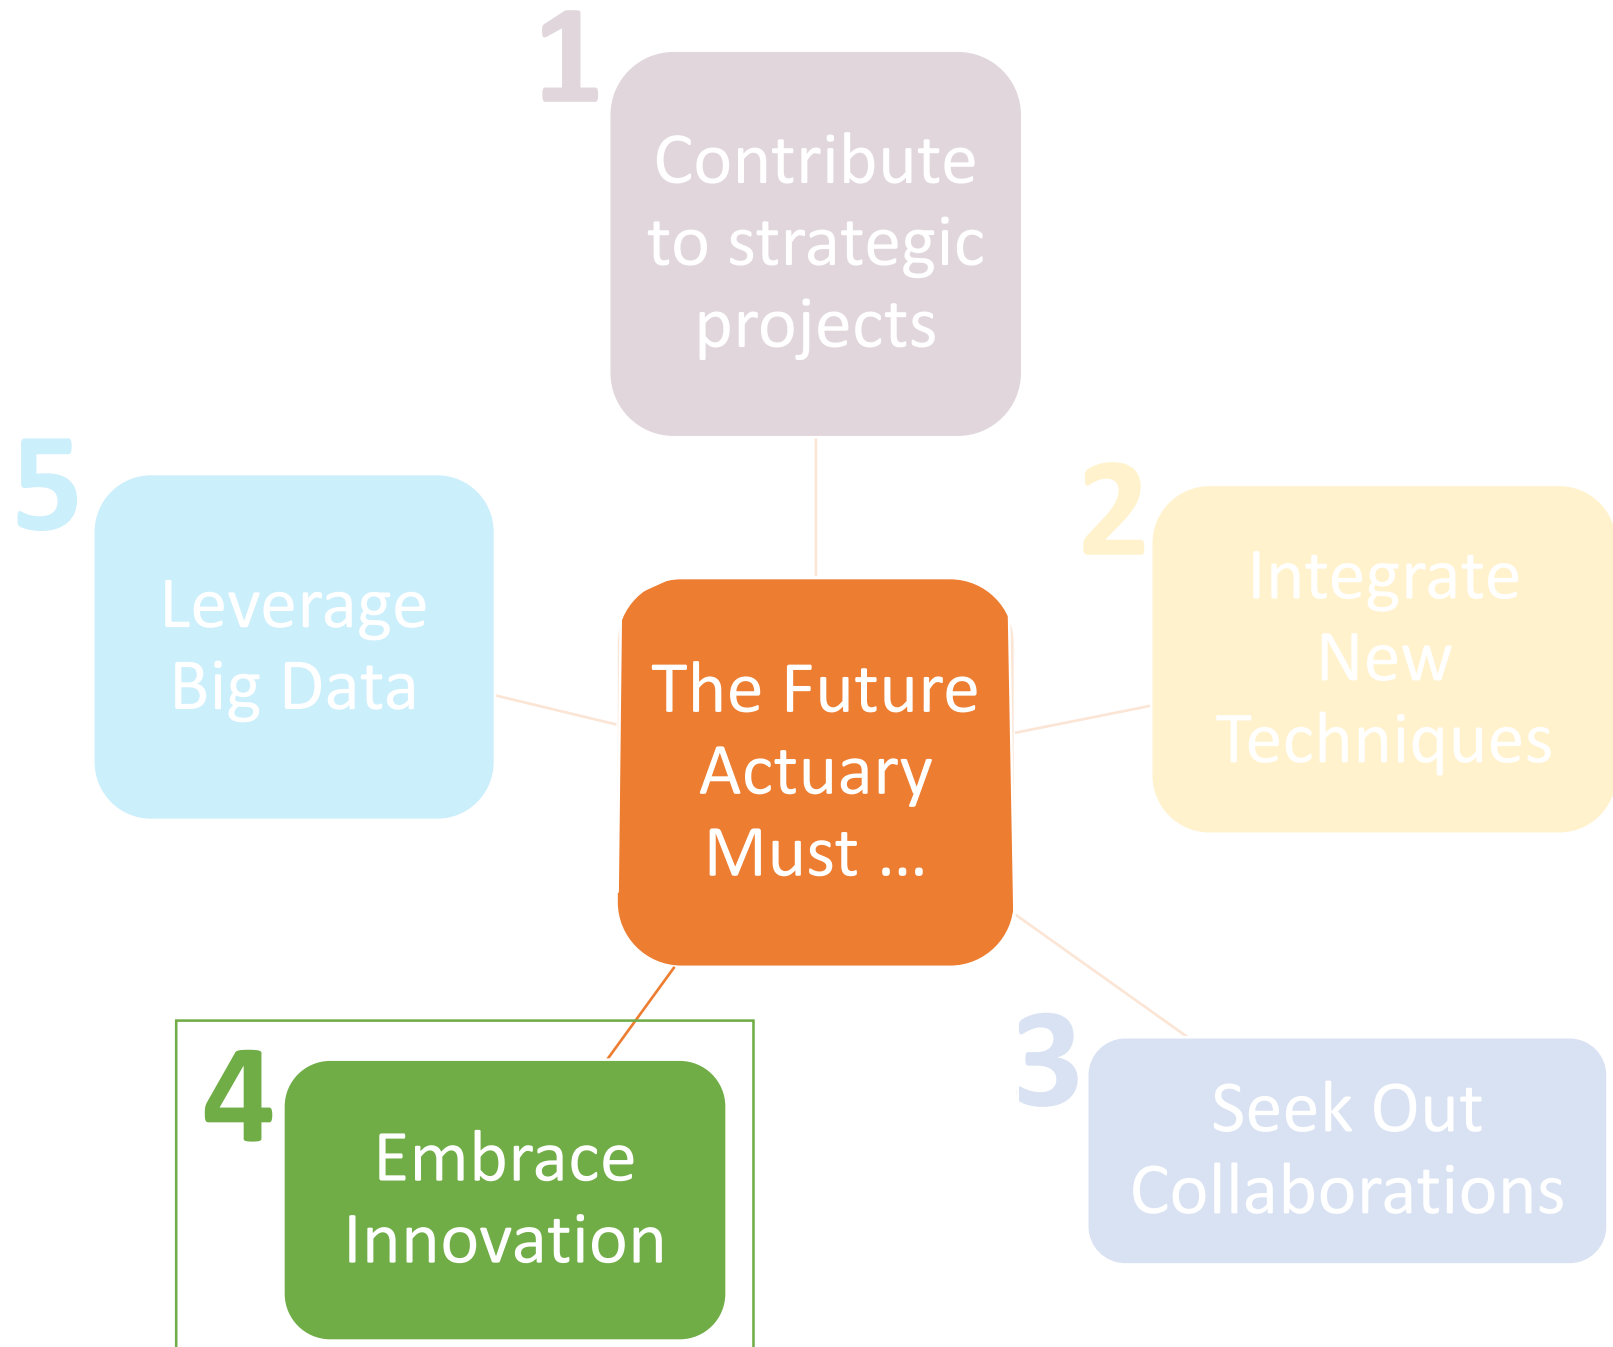 1
Contribute
to strategic
projects
2
Integrate
New
Techniques
3
Seek Out
Collaborations
4
Embrace
Innovation
5
Leverage
Big Data
The Future
Actuary
Must ...